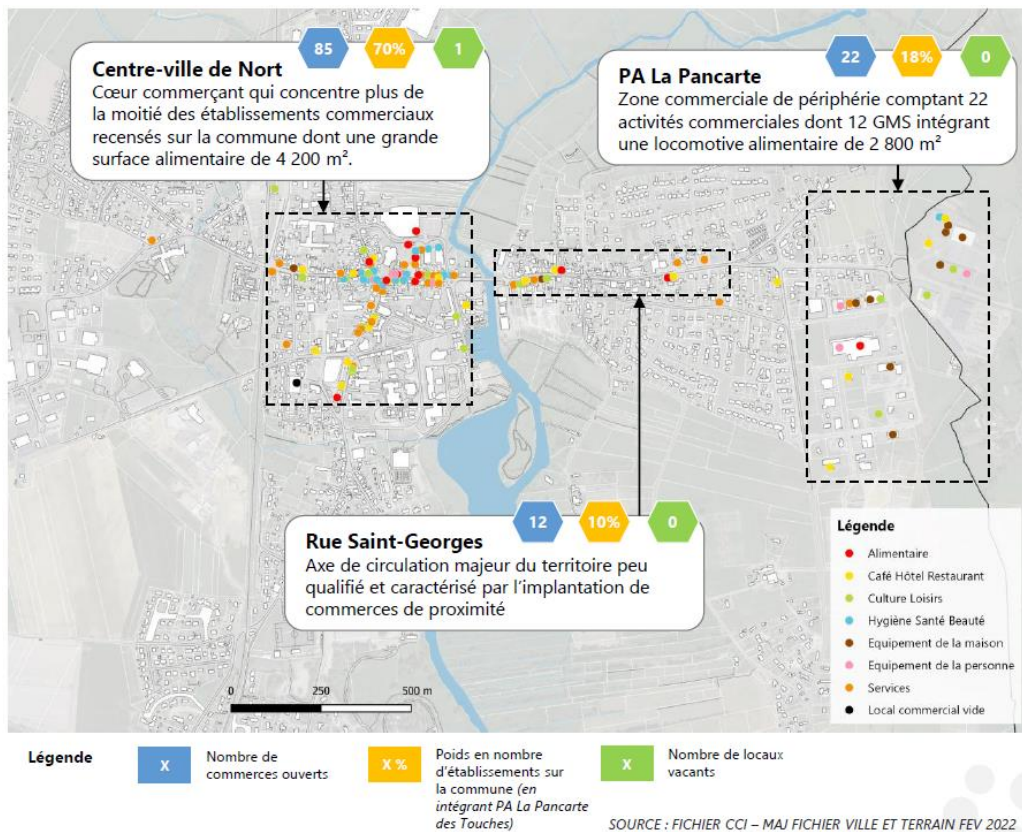 85 70% 1
Centre-ville de Nort
Cœur commerçant qui concentre plus de
la moitié des établissements commerciaux
recensés sur la commune dont une grande
surface alimentaire de 4 200 m².
22 18% 0
PA La Pancarte
Zone commerciale de périphérie comptant 22
activités commerciales dont 12 GMS intégrant
une locomotive alimentaire de 2 800 m²
12 10% 0
Rue Saint-Georges
Axe de circulation majeur du territoire peu
qualifié et caractérisé par l'implantation de
commerces de proximité
0 250 500 m
Légende
Alimentaire
Café Hôtel Restaurant
Culture Loisirs
Hygiène Santé Beauté
Equipement de la maison
Equipement de la personne
Services
Local commercial vide
Légende
X
Nombre de
commerces ouverts
X %
Poids en nombre
d'établissements sur
la commune (en
intégrant PA La Pancarte
des Touches)
X
Nombre de locaux
vacants
SOURCE : FICHIER CCI – MAJ FICHIER VILLE ET TERRAIN FEV 2022